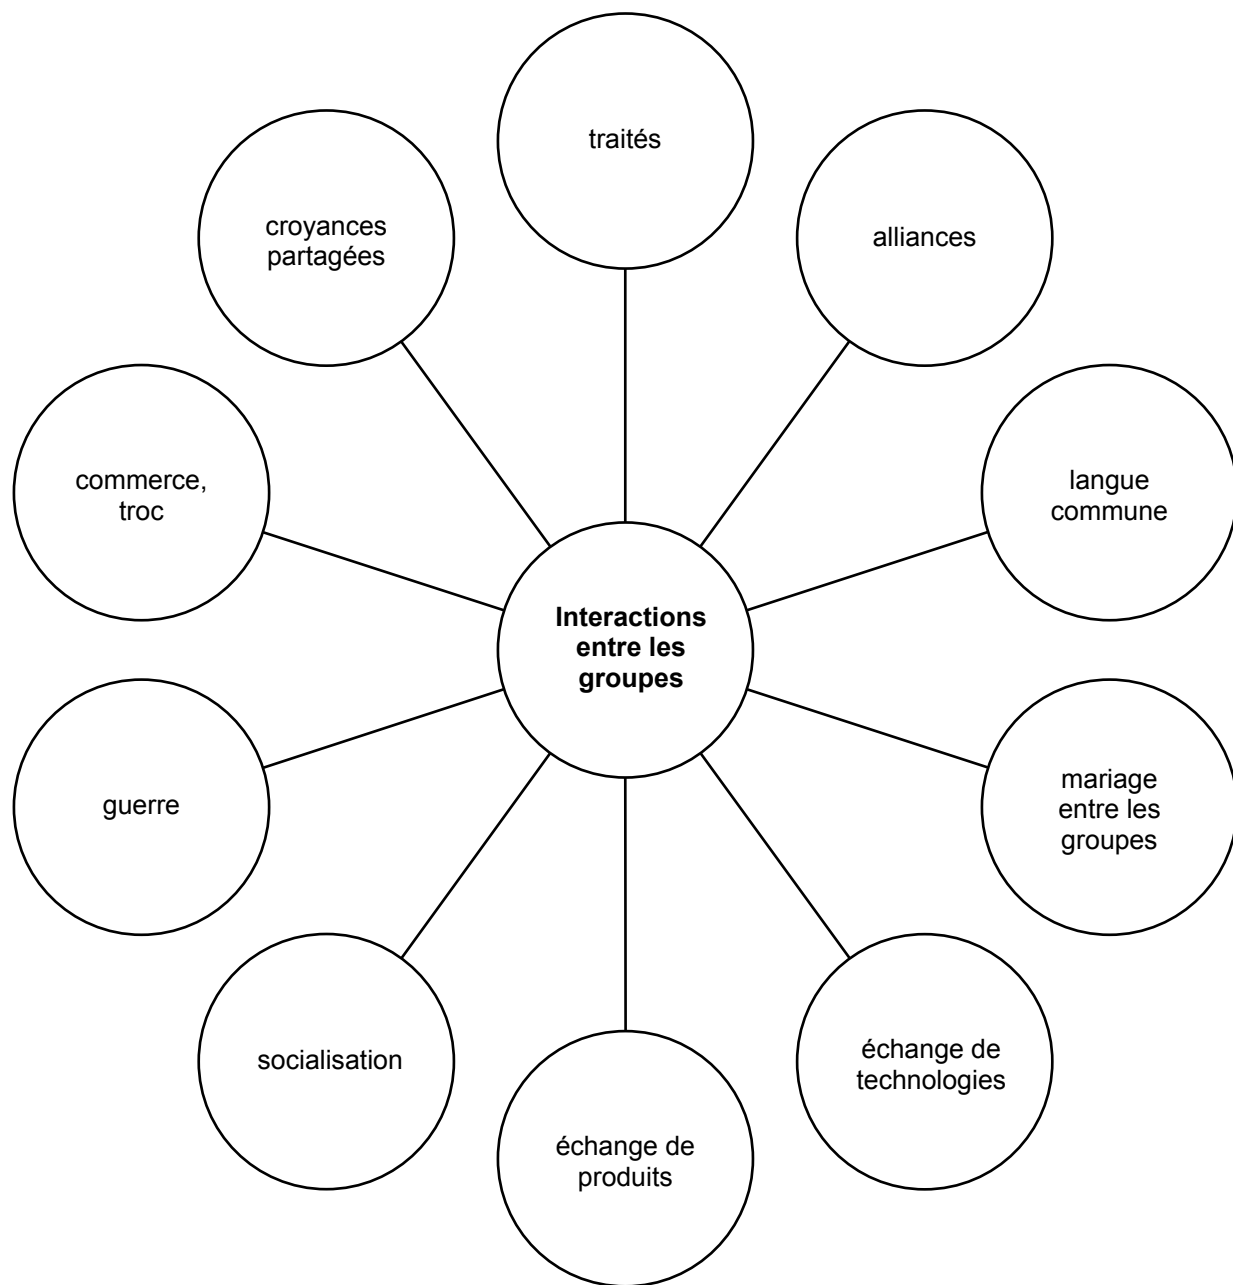 traités
croyances
partagées
alliances
commerce,
troc
langue
commune
Interactions
entre les
groupes
guerre
mariage
entre les
groupes
socialisation
échange de
technologies
échange de
produits